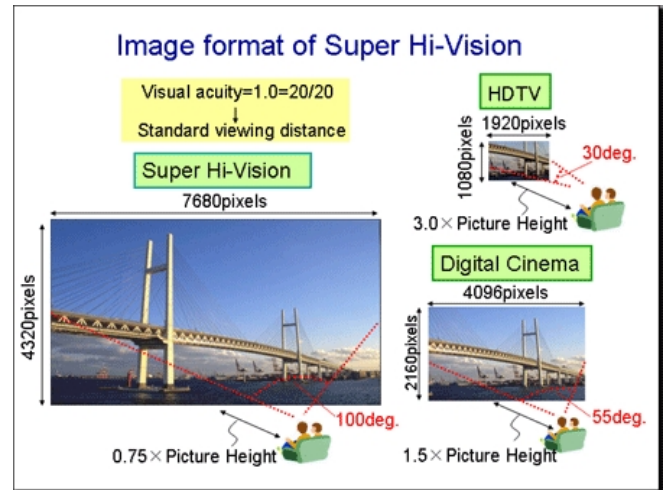 Image format of Super Hi-Vision
Visual acuity=1.0=20/20
↓
Standard viewing distance
Super Hi-Vision
7680pixels
4320pixels
100deg.
0.75×Picture Height
HDTV
1920pixels
1080pixels
30deg.
3.0×Picture Height
Digital Cinema
4096pixels
2160pixels
55deg.
1.5×Picture Height